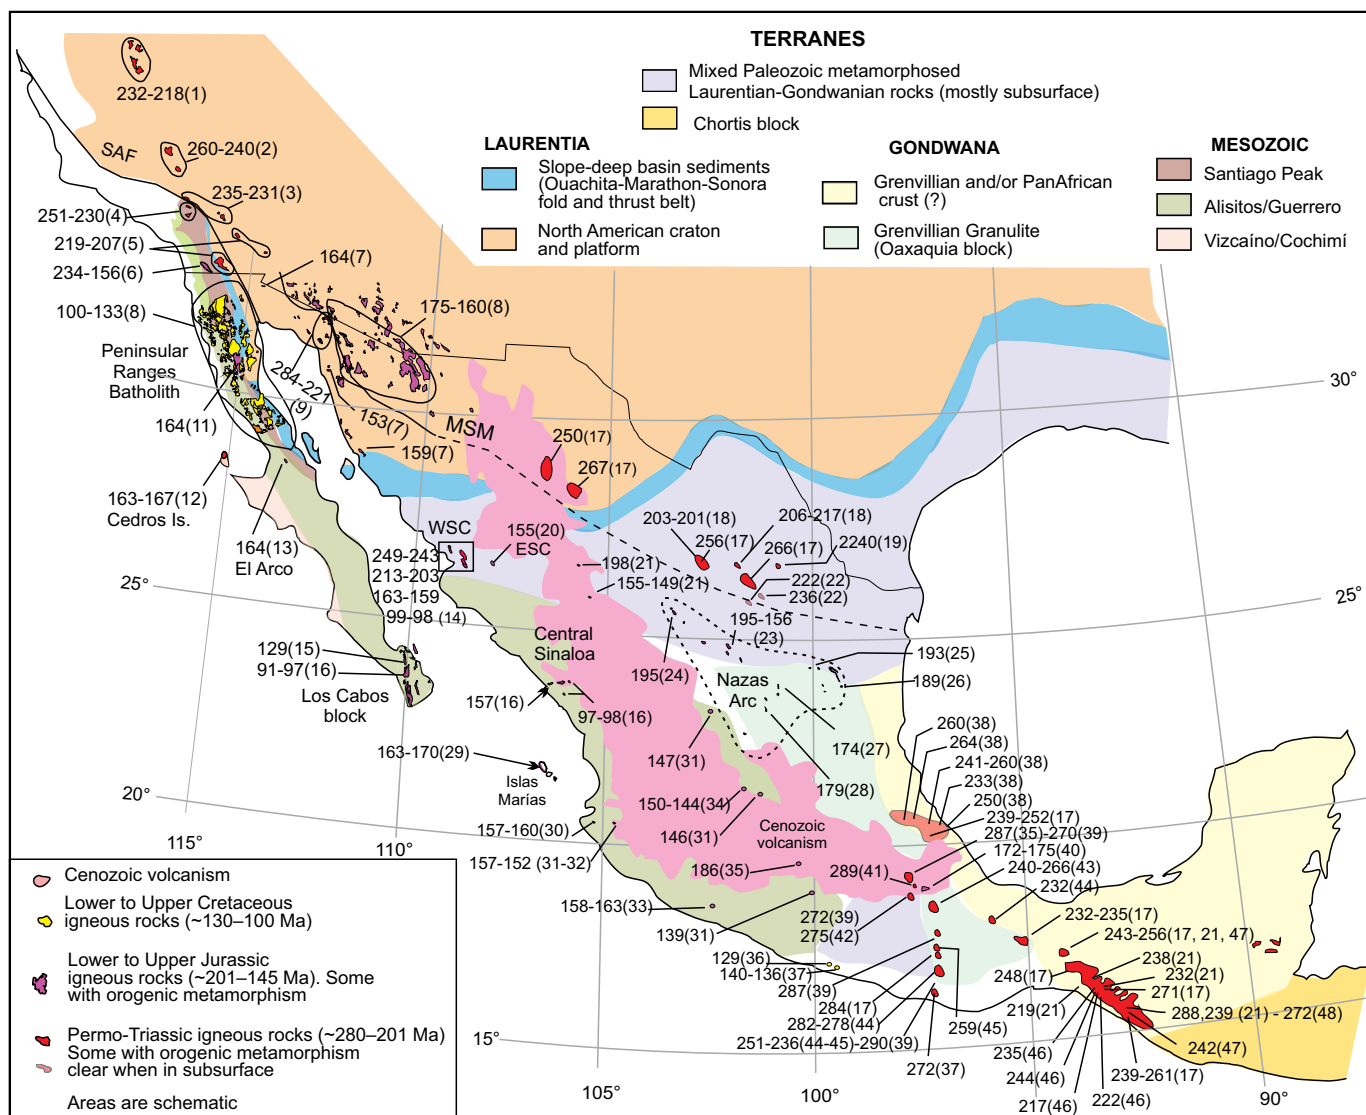 TERRANES
Mixed Paleozoic metamorphosed
Laurentian-Gondwanian rocks (mostly subsurface)
Chortis block
LAURENTIA
Slope-deep basin sediments
(Ouachita-Marathon-Sonora
fold and thrust belt)
North American craton
and platform
GONDWANA
Grenvillian and/or PanAfrican
crust (?)
Grenvillian Granulite
(Oaxaquia block)
MESOZOIC
Santiago Peak
Alisitos/Guerrero
Vizcaíno/Cochimí
232-218(1)
SAF
260-240(2)
235-231(3)
251-230(4)
219-207(5)
234-156(6)
164(7)
175-160(8)
100-133(8)
Peninsular
Ranges
Batholith
284-221
(9)
153(7)
MSM
164(11)
159(7)
250(17)
267(17)
30°
163-167(12)
Cedros Is.
164(13)
El Arco
WSC
155(20)
ESC
249-243
213-203
163-159
99-98 (14)
203-201(18)
206-217(18)
256(17)
266(17)
2240(19)
198(21)
222(22)
236(22)
155-149(21)
25°
25°
195-156
(23)
Central
Sinaloa
129(15)
91-97(16)
Los Cabos
block
195(24)
Nazas
Arc
193(25)
189(26)
157(16)
97-98(16)
174(27)
163-170(29)
Islas
Marías
147(31)
179(28)
260(38)
264(38)
241-260(38)
233(38)
250(38)
239-252(17)
287(35)-270(39)
172-175(40)
240-266(43)
20°
20°
150-144(34)
146(31)
Cenozoic
volcanism
157-160(30)
157-152 (31-32)
186(35)
289(41)
232(44)
115°
110°
158-163(33)
139(31)
272(39)
275(42)
232-235(17)
243-256(17, 21, 47)
129(36)
140-136(37)
287(39)
284(17)
282-278(44)
251-236(44-45)-290(39)
272(37)
259(45)
248(17)
219(21)
238(21)
232(21)
271(17)
288,239 (21) - 272(48)
242(47)
235(46)
244(46)
217(46)
222(46)
239-261(17)
15°
105°
100°
90°
Cenozoic volcanism
Lower to Upper Cretaceous
igneous rocks (~130–100 Ma)
Lower to Upper Jurassic
igneous rocks (~201–145 Ma). Some
with orogenic metamorphism
Permo-Triassic igneous rocks (~280–201 Ma)
Some with orogenic metamorphism
clear when in subsurface
Areas are schematic